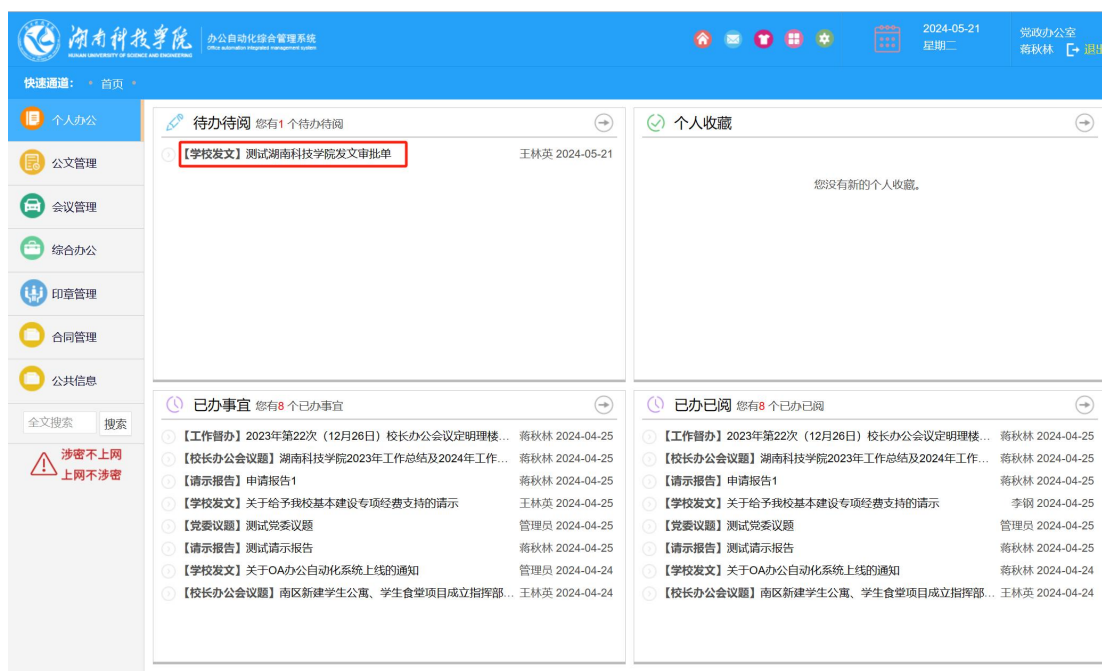 湖南科技学院
HUNAN UNIVERSITY OF SCIENCE AND ENGINEERING
办公自动化综合管理系统
Office automation integrated management system
2024-05-21
星期二
党政办公室
蒋秋林 退出
快速通道： 首页
个人办公
公文管理
会议管理
综合办公
印章管理
合同管理
公共信息
全文搜索 搜索
涉密不上网
上网不涉密
待办待阅 您有1 个待办待阅
【学校发文】测试湖南科技学院发文审批单 王林英 2024-05-21
个人收藏
您没有新的个人收藏。
已办事宜 您有8 个已办事宜
【工作督办】2023年第22次（12月26日）校长办公会议定明理楼... 蒋秋林 2024-04-25
【校长办公会议题】湖南科技学院2023年工作总结及2024年工作... 蒋秋林 2024-04-25
【请示报告】申请报告1 蒋秋林 2024-04-25
【学校发文】关于给予我校基本建设专项经费支持的请示 王林英 2024-04-25
【党委议题】测试党委议题 管理员 2024-04-25
【请示报告】测试请示报告 蒋秋林 2024-04-25
【学校发文】关于OA办公自动化系统上线的通知 管理员 2024-04-24
【校长办公会议题】南区新建学生公寓、学生食堂项目成立指挥部... 王林英 2024-04-24
已办已阅 您有8 个已办已阅
【工作督办】2023年第22次（12月26日）校长办公会议定明理楼... 蒋秋林 2024-04-25
【校长办公会议题】湖南科技学院2023年工作总结及2024年工作... 蒋秋林 2024-04-25
【请示报告】申请报告1 蒋秋林 2024-04-25
【学校发文】关于给予我校基本建设专项经费支持的请示 李钢 2024-04-25
【党委议题】测试党委议题 管理员 2024-04-25
【请示报告】测试请示报告 蒋秋林 2024-04-25
【学校发文】关于OA办公自动化系统上线的通知 蒋秋林 2024-04-24
【校长办公会议题】南区新建学生公寓、学生食堂项目成立指挥部... 王林英 2024-04-24